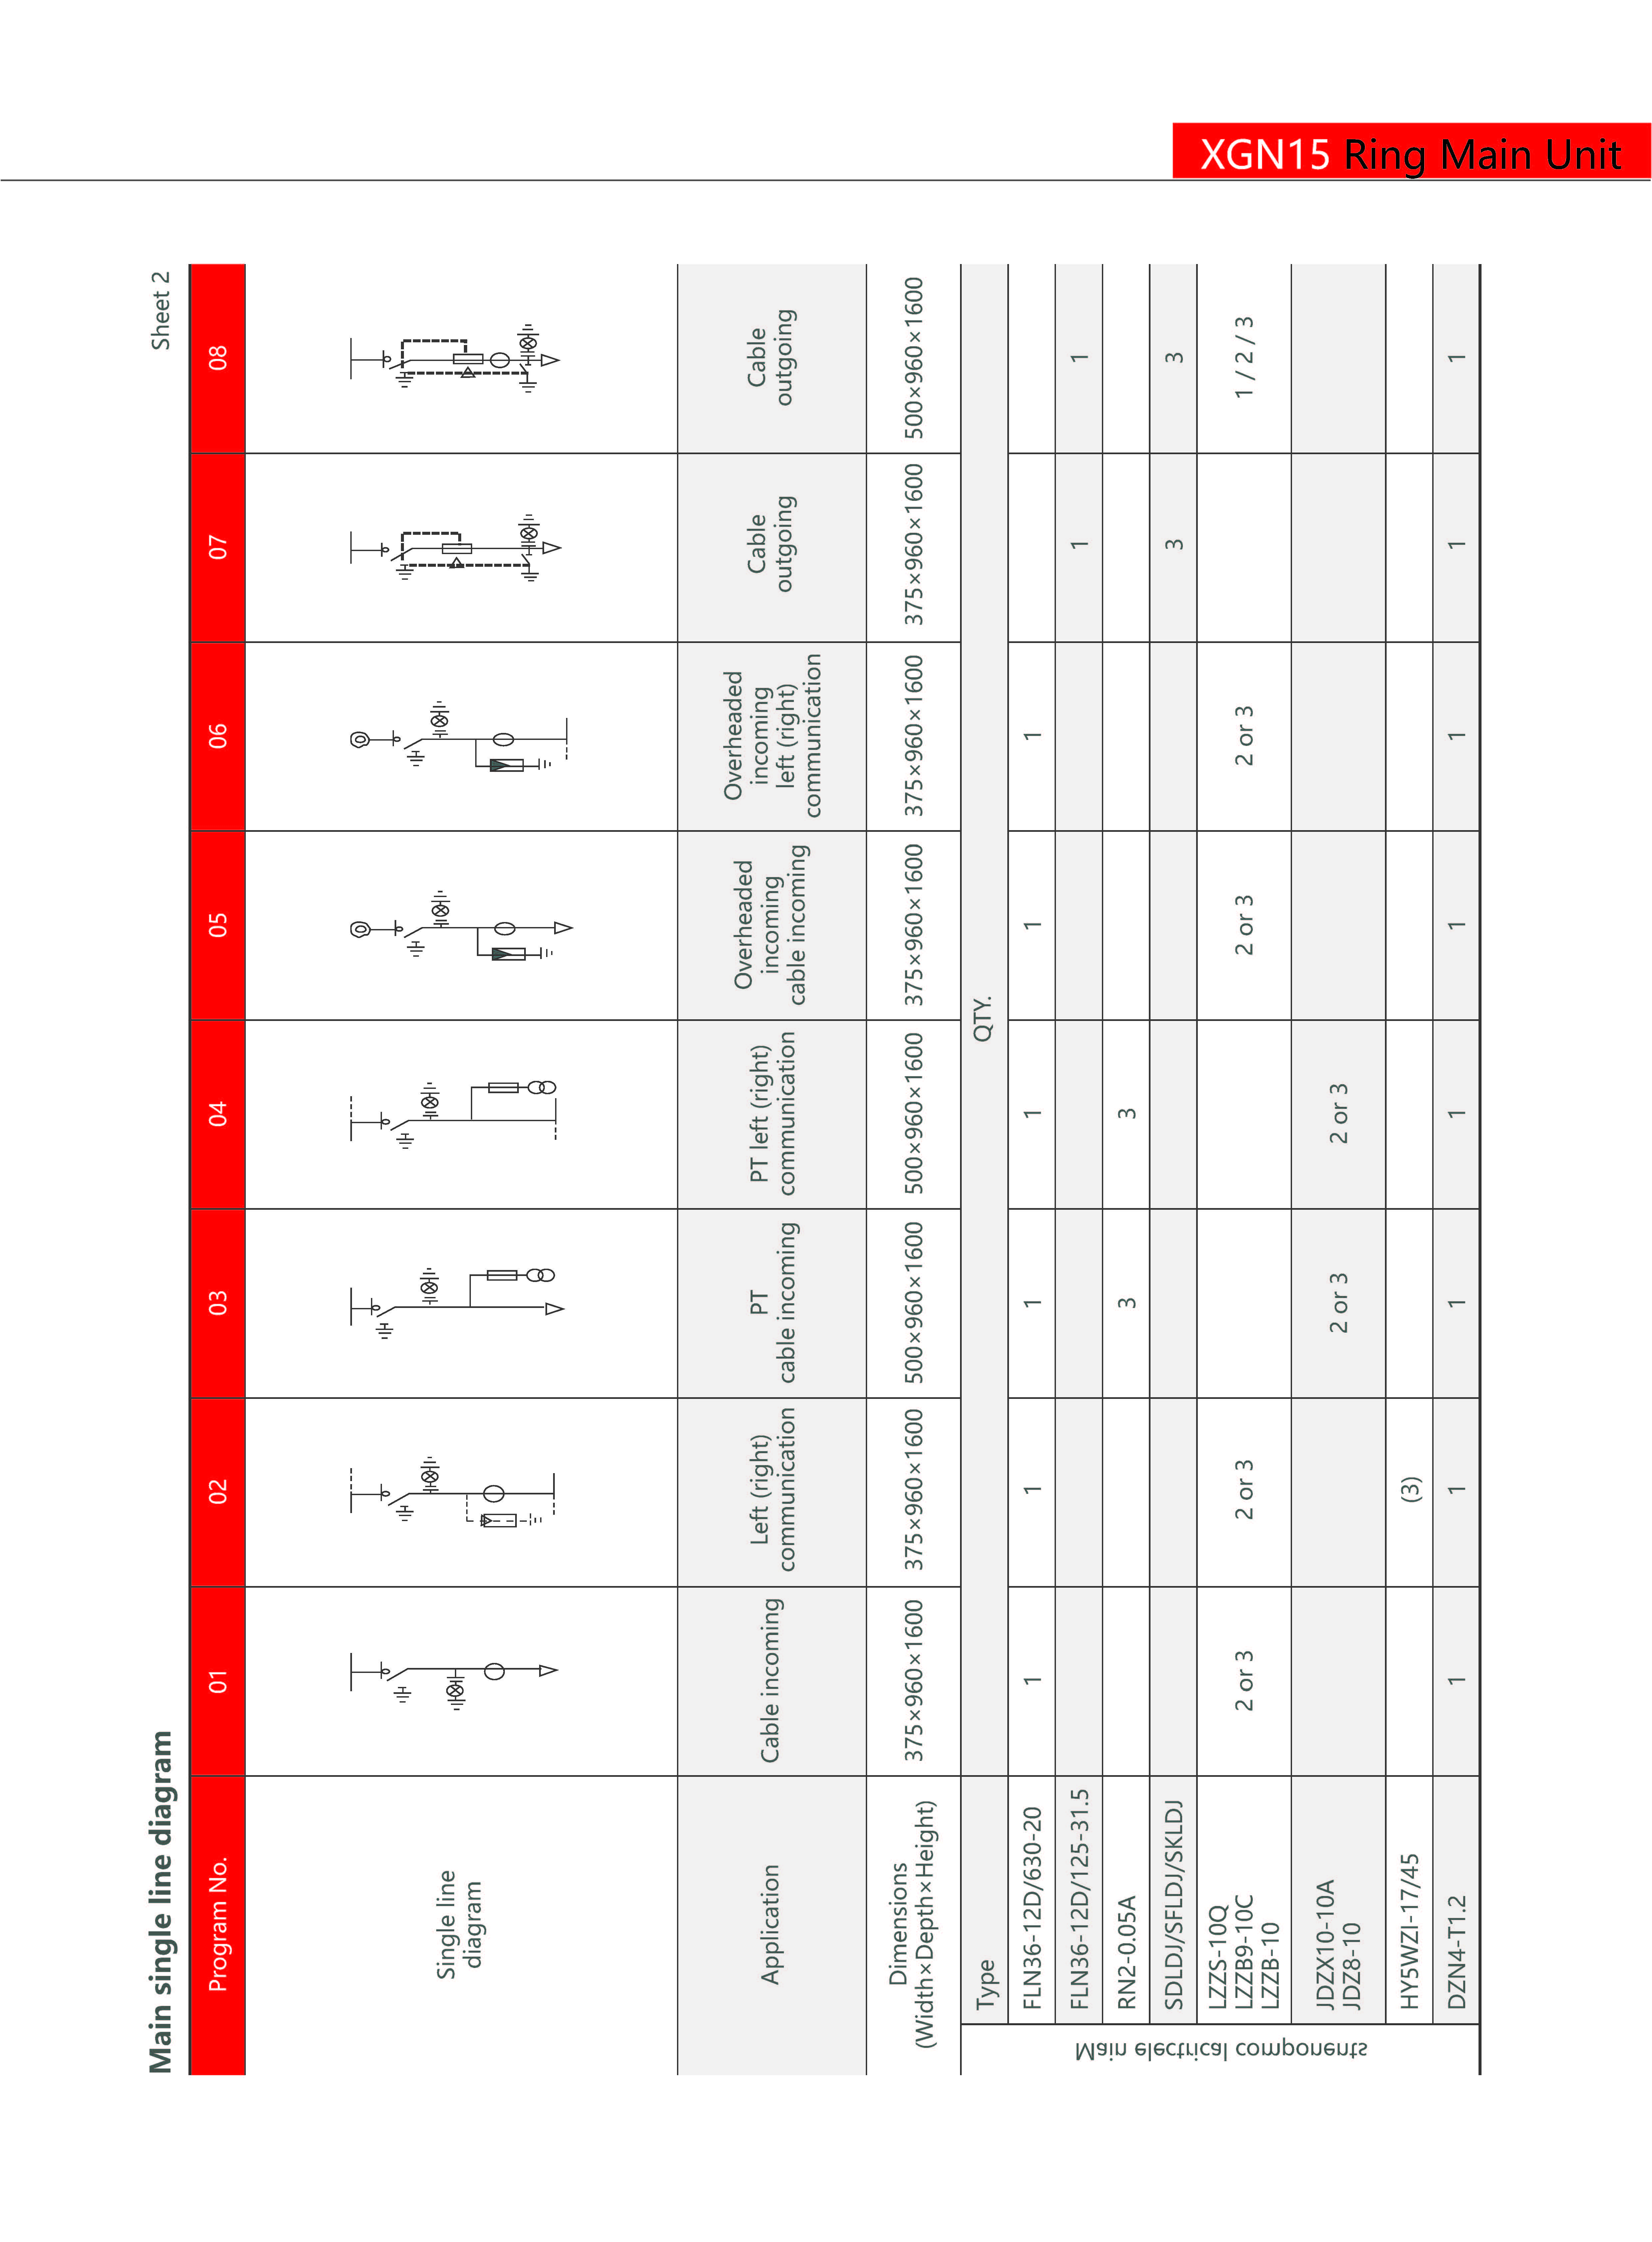 XGN15 Ring Main Unit
Main single line diagram
Sheet 2
Program No. 01 02 03 04 05 06 07 08
Single line
diagram
Application
Cable incoming
Left (right)
communication
PT
cable incoming
PT left (right)
communication
Overheaded
incoming
cable incoming
Overheaded
incoming
left (right)
communication
Cable
outgoing
Cable
outgoing
Dimensions
(Width×Depth×Height)
375×960×1600 375×960×1600 500×960×1600 500×960×1600 375×960×1600 375×960×1600 375×960×1600 500×960×1600
Main electrical components
Type QTY.
FLN36-12D/630-20 1 1 1 1 1 1
FLN36-12D/125-31.5 1 1
RN2-0.05A 3 3
SDLDJ/SFLDJ/SKLDJ 3 3
LZZS-10Q
LZZB9-10C
LZZB-10
2 or 3 2 or 3 2 or 3 2 or 3 1 / 2 / 3
JDZX10-10A
JDZ8-10
2 or 3 2 or 3
HY5WZI-17/45 (3)
DZN4-T1.2 1 1 1 1 1 1 1 1